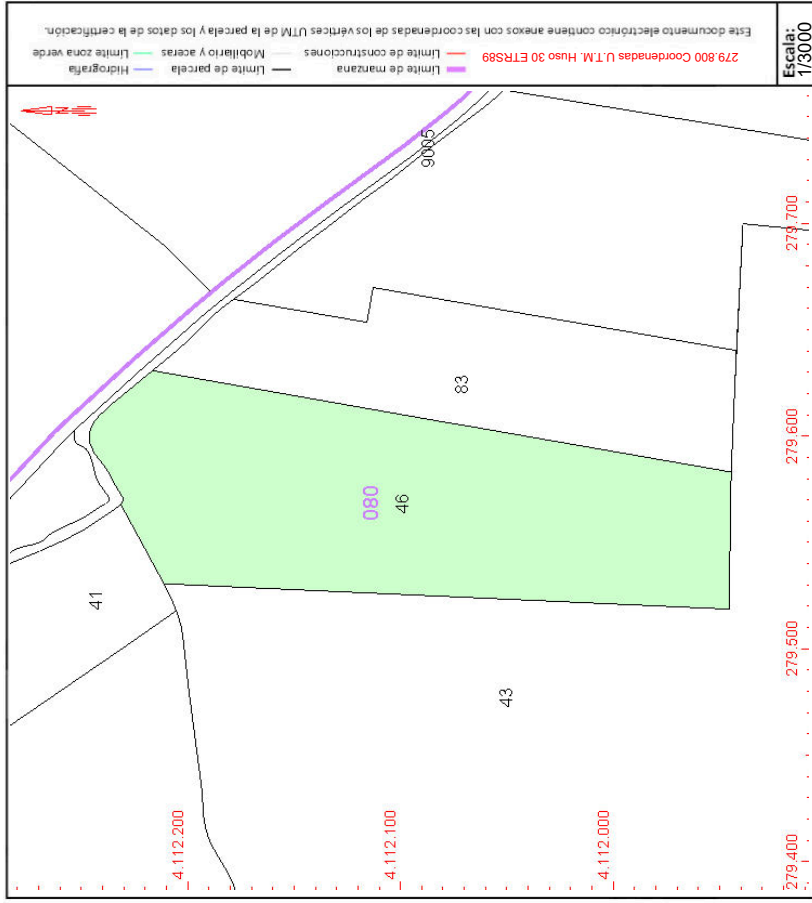 Este documento electrónico contiene anexos con las coordenadas de los vértices UTM de la parcela y los datos de la certificación.
279.800 Coordenadas U.T.M. Huso 30 ETRS89
Límite de manzana
Límite de construcciones
Límite de parcela
Mobiliario y aceras
Hidrografía
Límite zona verde
Escala:
1/3000
9005
41
080
46
83
43
4.112.200
4.112.100
4.112.000
279.400
279.500
279.600
279.700